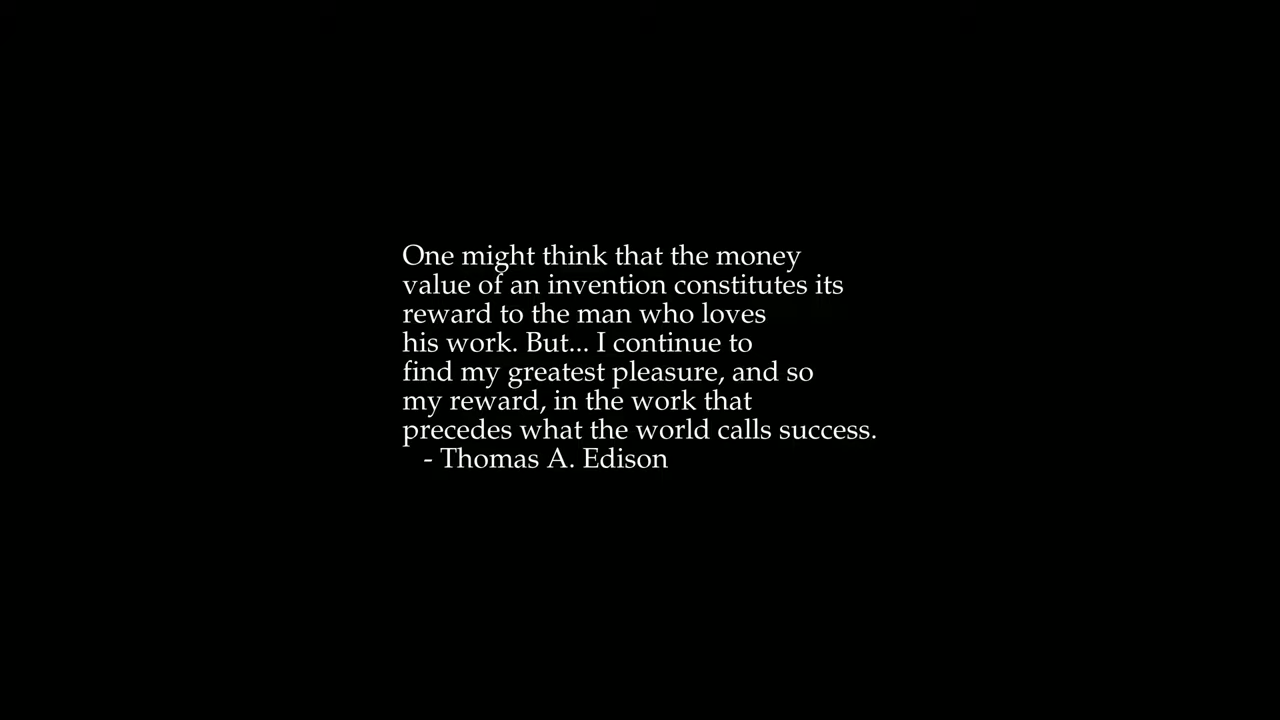 One might think that the money
value of an invention constitutes its
reward to the man who loves
his work. But... I continue to
find my greatest pleasure, and so
my reward, in the work that
precedes what the world calls success.
- Thomas A. Edison